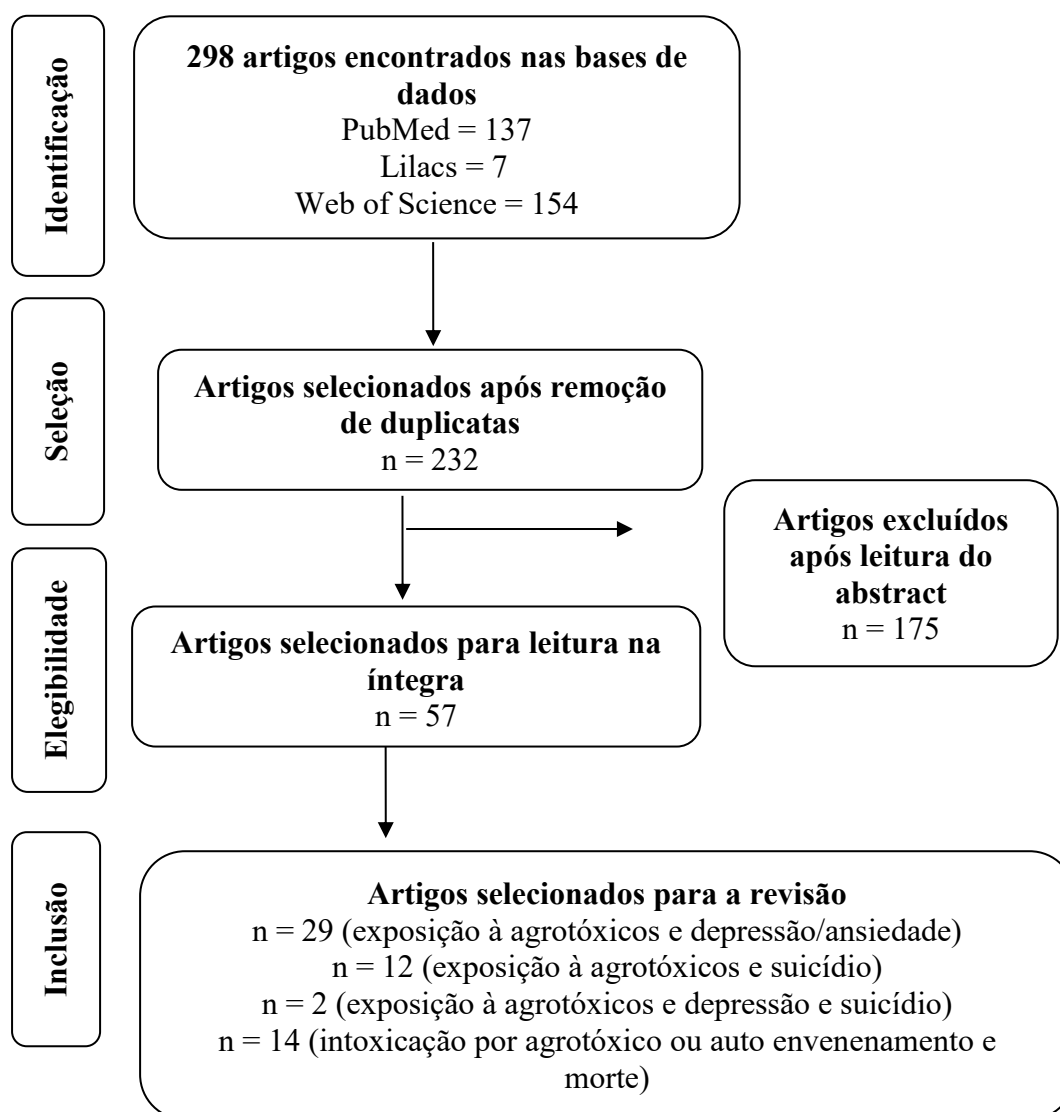 Identificação
298 artigos encontrados nas bases de
dados
PubMed = 137
Lilacs = 7
Web of Science = 154
Seleção
Artigos selecionados após remoção
de duplicatas
n = 232
Artigos excluídos
após leitura do
abstract
n = 175
Elegibilidade
Artigos selecionados para leitura na
íntegra
n = 57
Inclusão
Artigos selecionados para a revisão
n = 29 (exposição à agrotóxicos e depressão/ansiedade)
n = 12 (exposição à agrotóxicos e suicídio)
n = 2 (exposição à agrotóxicos e depressão e suicídio)
n = 14 (intoxicação por agrotóxico ou auto envenenamento e
morte)